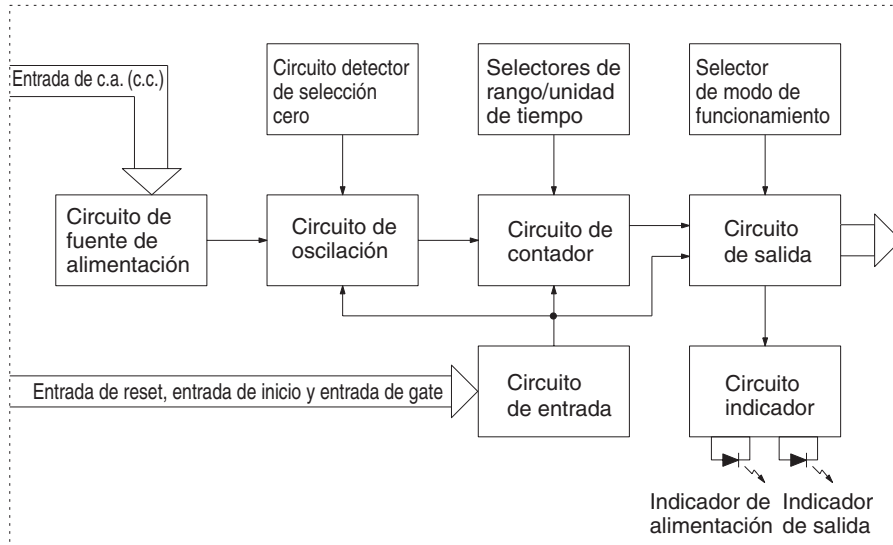 Entrada de c.a. (c.c.)
Circuito detector
de selección
cero
Selectores de
rango/unidad
de tiempo
Selector
de modo de
funcionamiento
Circuito de
fuente de
alimentación
Circuito de
oscilación
Circuito de
contador
Circuito
de salida
Entrada de reset, entrada de inicio y entrada de gate
Circuito
de entrada
Circuito
indicador
Indicador de
alimentación
Indicador
de salida